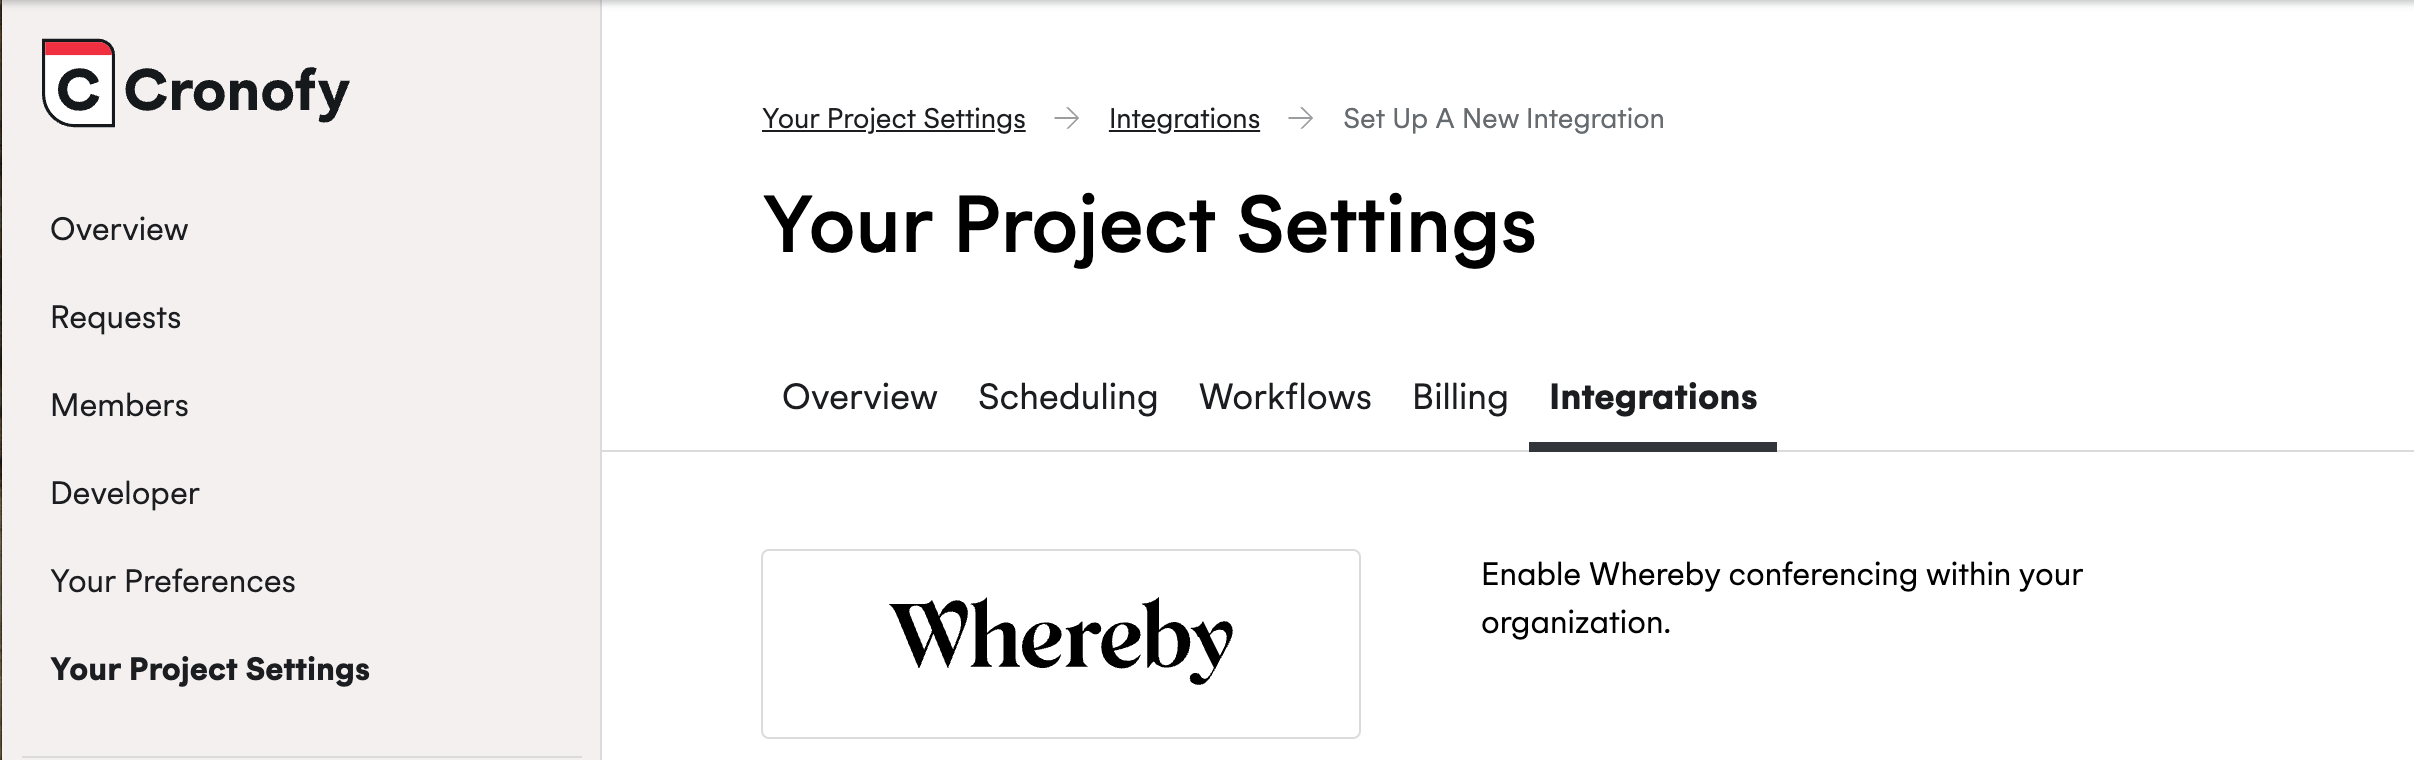 C Cronofy
Overview
Requests
Members
Developer
Your Preferences
Your Project Settings
Your Project Settings → Integrations → Set Up A New Integration
Your Project Settings
Overview Scheduling Workflows Billing Integrations
Whereby
Enable Whereby conferencing within your
organization.